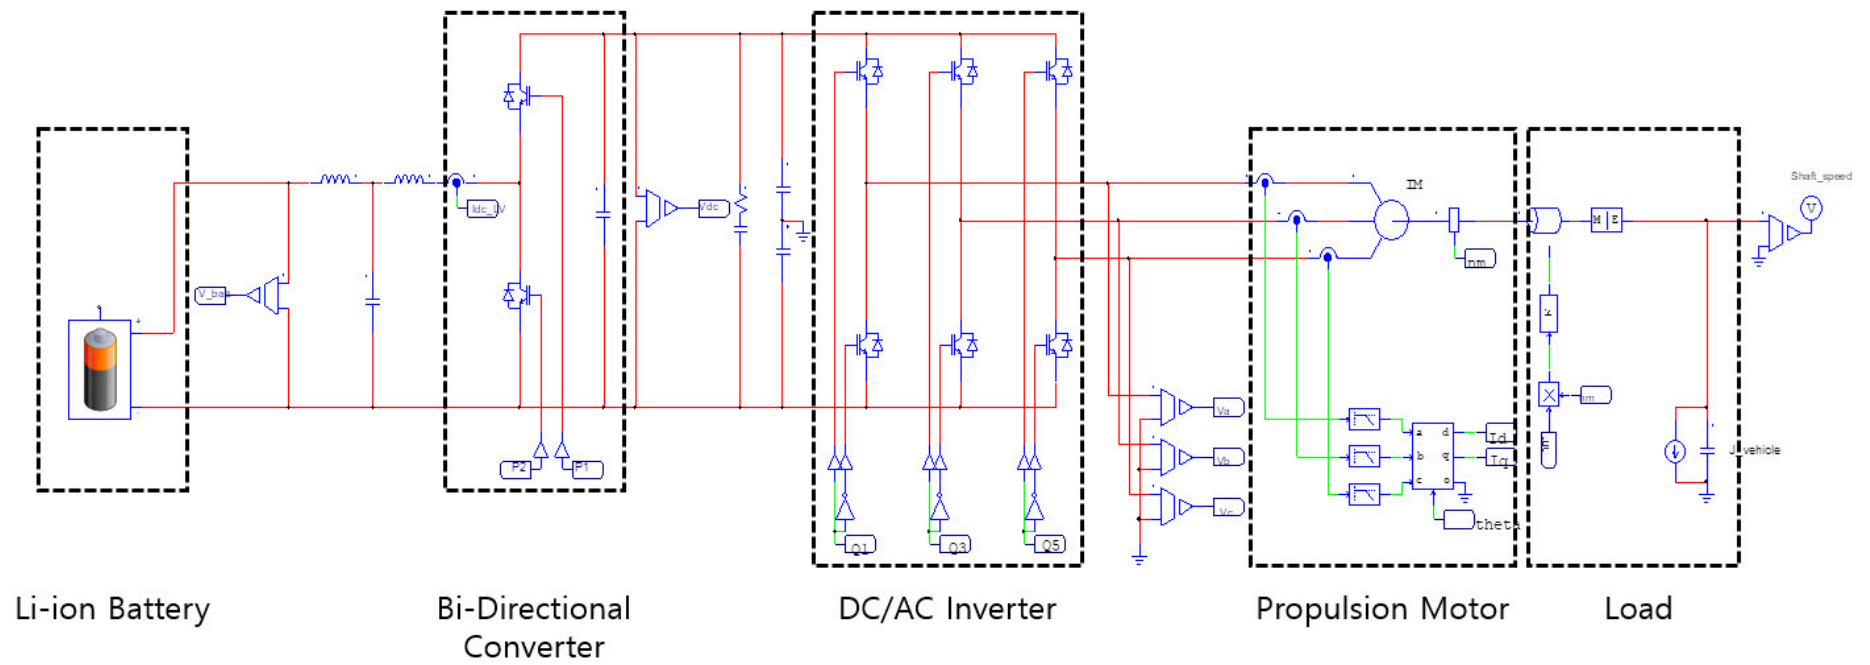 Shaft_speed
V
IM
Idc_LV
Vdc
M E
nm
V_bat
K
nm
Va
a d Id
J_vehicle
b q Iq
Vb
P2 P1
c o
Vc
theta
Q1 Q3 Q5
Li-ion Battery
Bi-Directional
Converter
DC/AC Inverter
Propulsion Motor
Load